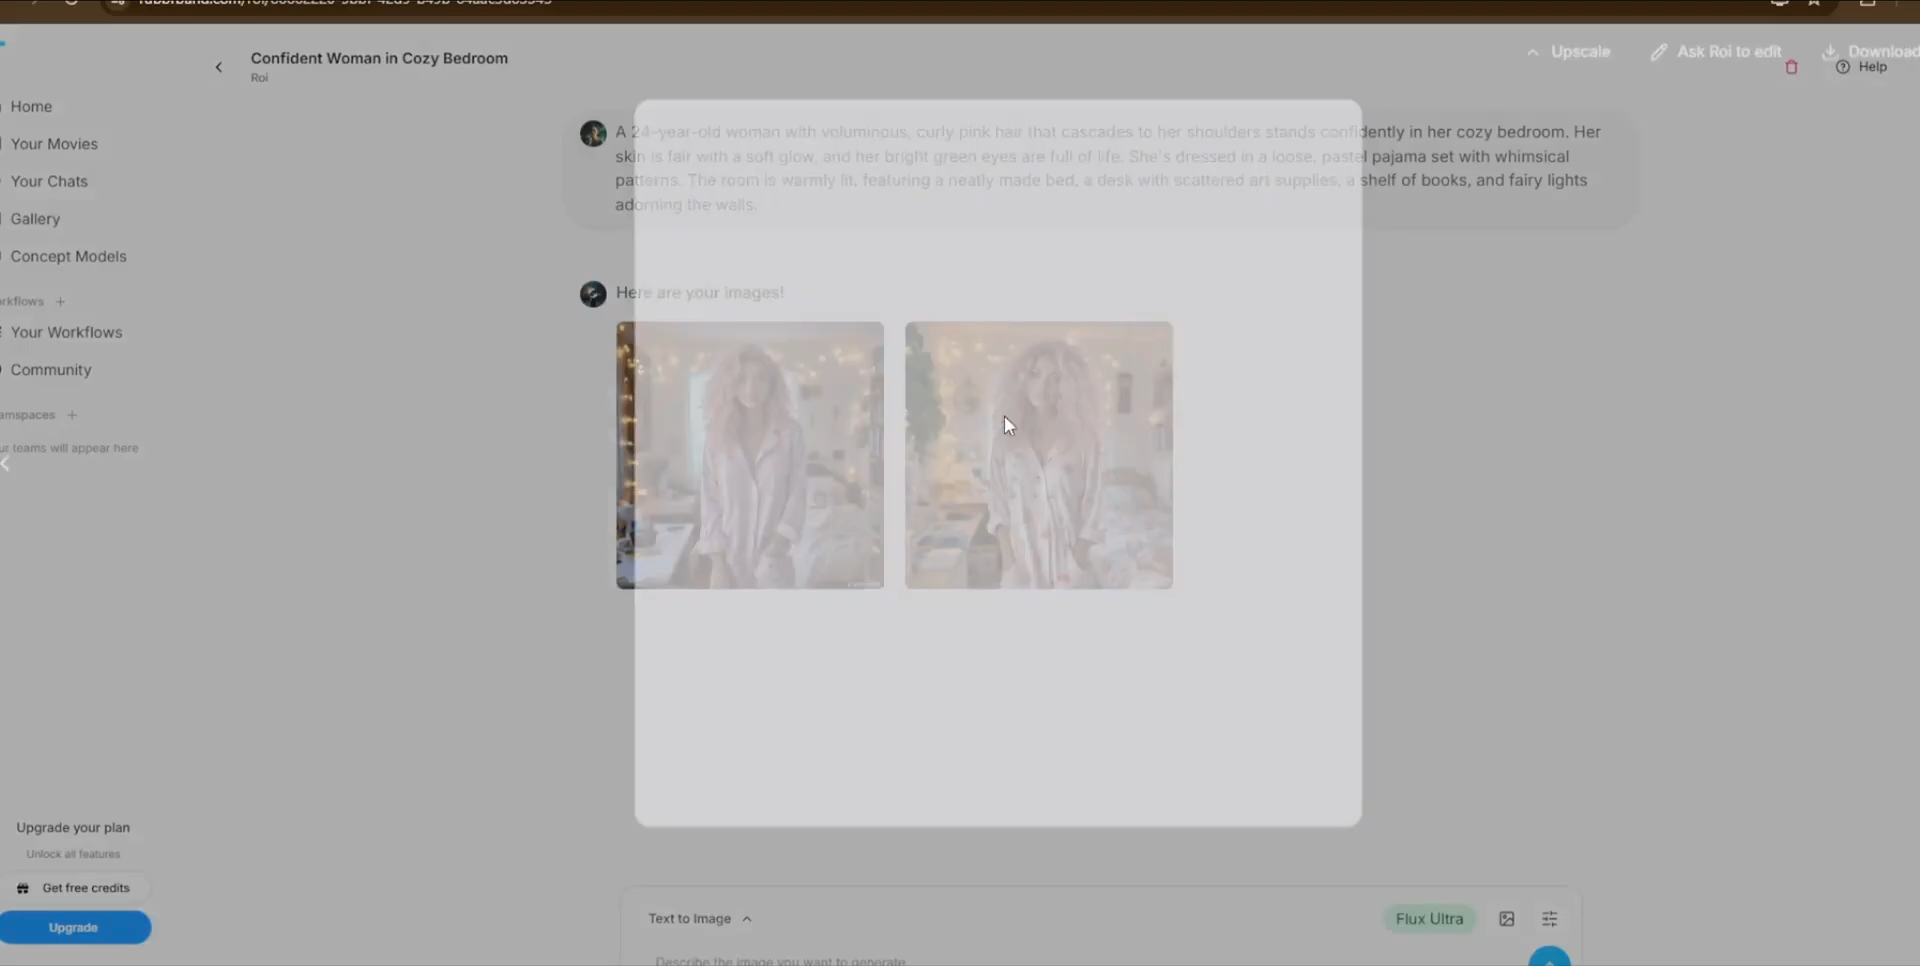 Confident Woman in Cozy Bedroom
Roi
Upscale
Ask Roi to edit
Download
Help
Home
Your Movies
Your Chats
Gallery
Concept Models
rkflows +
Your Workflows
Community
amspaces +
ur teams will appear here
A 24-year-old woman with voluminous, curly pink hair that cascades to her shoulders stands confidently in her cozy bedroom. Her
skin is fair with a soft glow, and her bright green eyes are full of life. She's dressed in a loose, pastel pajama set with whimsical
patterns. The room is warmly lit, featuring a neatly made bed, a desk with scattered art supplies, a shelf of books, and fairy lights
adorning the walls.
Here are your images!
Upgrade your plan
Unlock all features
Get free credits
Upgrade
Text to Image
Flux Ultra
Describe the image you want to generate